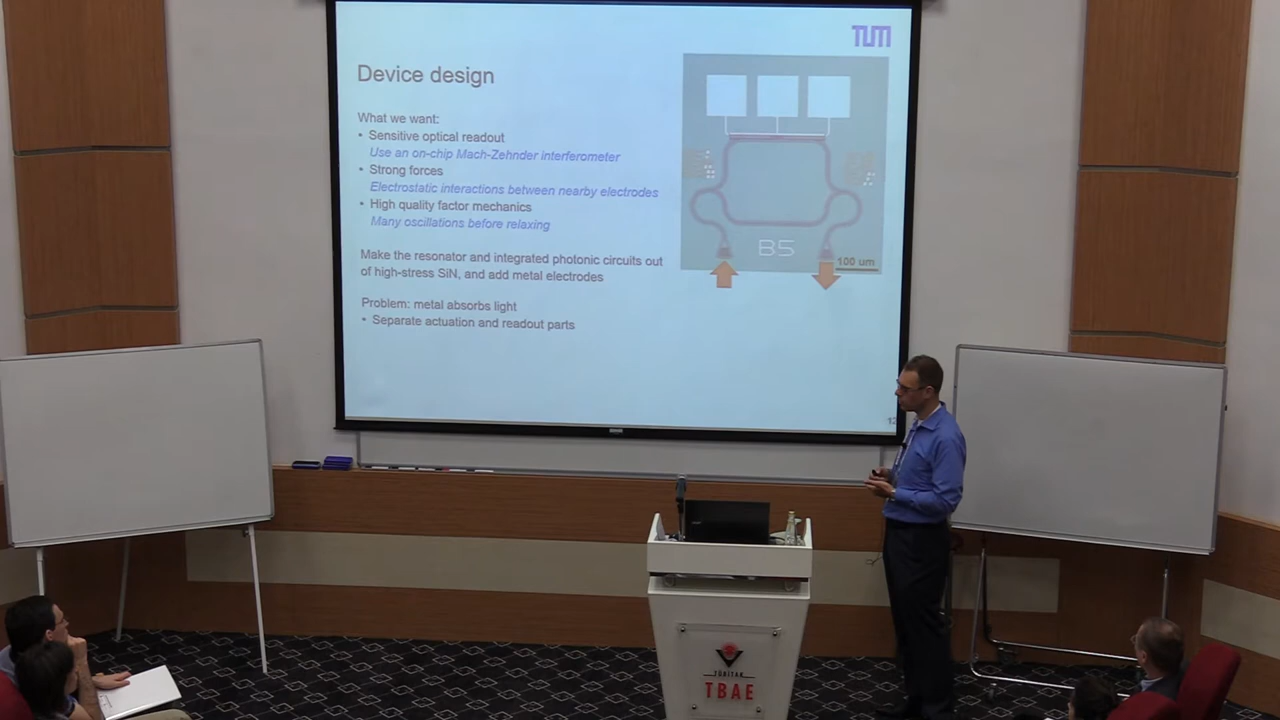 TUM
Device design
What we want:
• Sensitive optical readout
Use an on-chip Mach-Zehnder interferometer
• Strong forces
Electrostatic interactions between nearby electrodes
• High quality factor mechanics
Many oscillations before relaxing
Make the resonator and integrated photonic circuits out
of high-stress SiN, and add metal electrodes
Problem: metal absorbs light
• Separate actuation and readout parts
B5
100 um
12
TÜBİTAK
TBAE